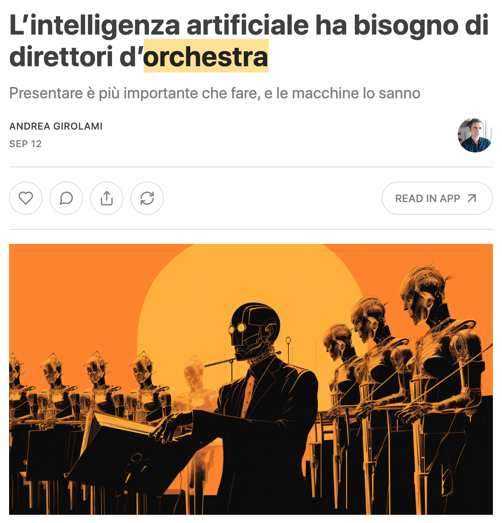 L’intelligenza artificiale ha bisogno di
direttori d’orchestra
Presentare è più importante che fare, e le macchine lo sanno
ANDREA GIROLAMI
SEP 12
READ IN APP